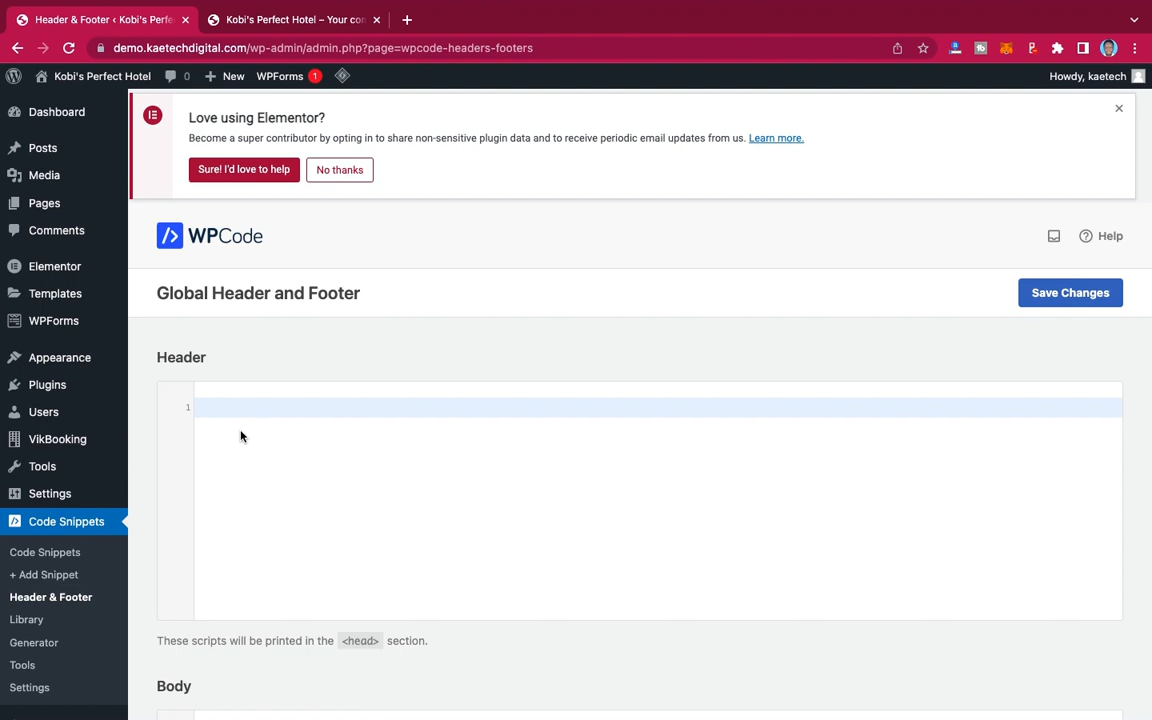 Header & Footer ‹ Kobi's Perfe
Kobi's Perfect Hotel – Your con
demo.kaetechdigital.com/wp-admin/admin.php?page=wpcode-headers-footers
Kobi's Perfect Hotel
0
New
WPForms 1
Howdy, kaetech
Dashboard
Posts
Media
Pages
Comments
Elementor
Templates
WPForms
Appearance
Plugins
Users
VikBooking
Tools
Settings
Code Snippets
Code Snippets
+ Add Snippet
Header & Footer
Library
Generator
Tools
Settings
Love using Elementor?
Become a super contributor by opting in to share non-sensitive plugin data and to receive periodic email updates from us. Learn more.
Sure! I'd love to help
No thanks
WPCode
Help
Global Header and Footer
Save Changes
Header
1
These scripts will be printed in the <head> section.
Body